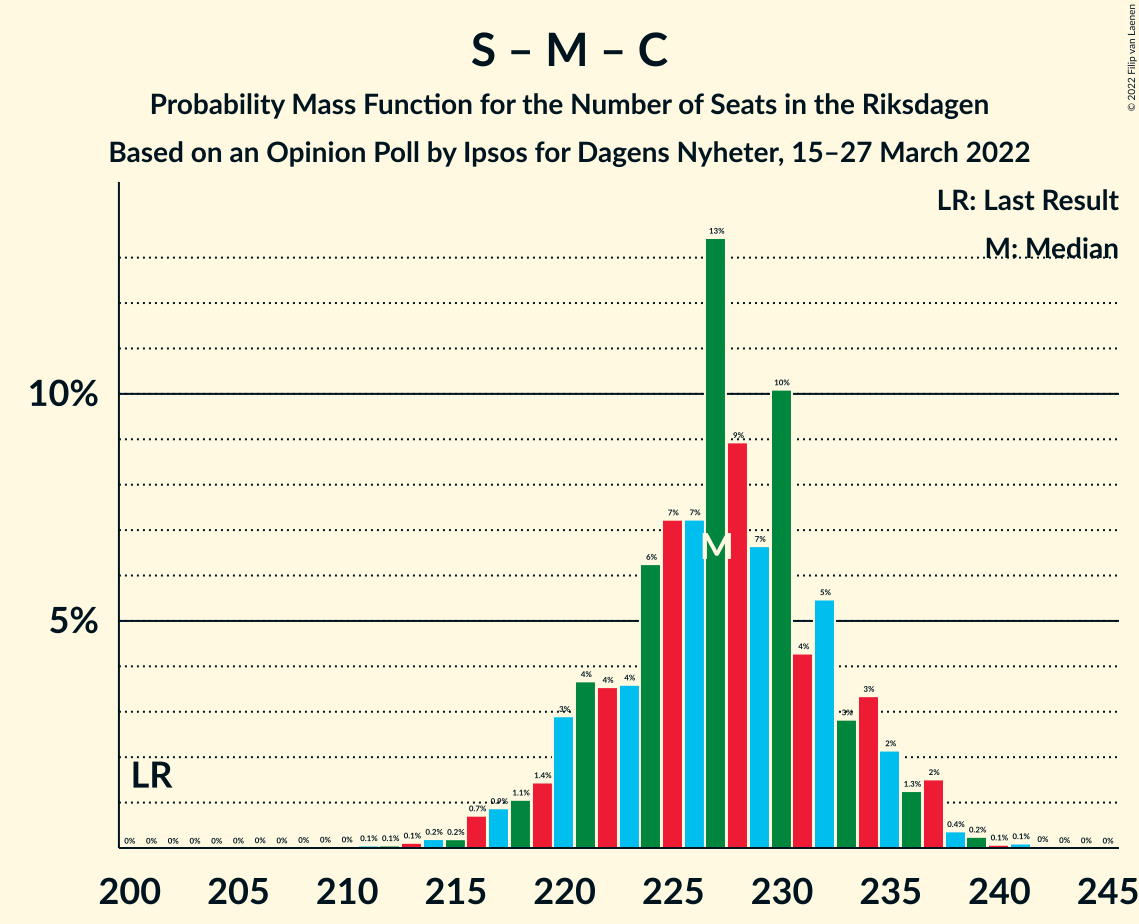 S – M – C
Probability Mass Function for the Number of Seats in the Riksdagen
Based on an Opinion Poll by Ipsos for Dagens Nyheter, 15–27 March 2022
© 2022 Filip van Laenen
LR: Last Result
M: Median
10%
5%
LR
M
0% 0% 0% 0% 0% 0% 0% 0% 0% 0% 0% 0.1% 0.1% 0.1% 0.2% 0.2% 0.7% 0.9% 1.1% 1.4% 3% 4% 4% 4% 6% 7% 7% 13% 9% 7% 10% 4% 5% 3% 3% 2% 1.3% 2% 0.4% 0.2% 0.1% 0.1% 0% 0% 0% 0%
200 205 210 215 220 225 230 235 240 245